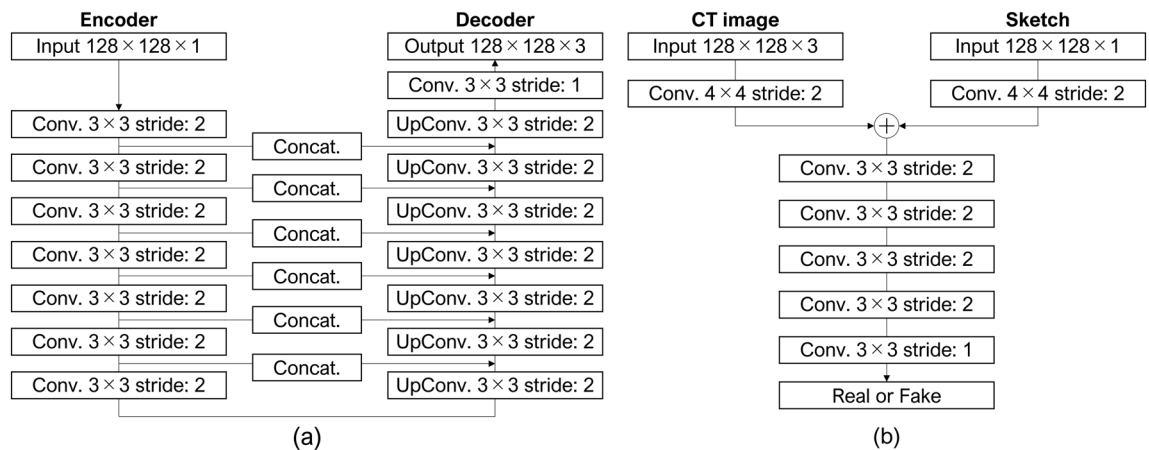 Encoder
Input 128×128×1
Conv. 3×3 stride: 2
Conv. 3×3 stride: 2
Conv. 3×3 stride: 2
Conv. 3×3 stride: 2
Conv. 3×3 stride: 2
Conv. 3×3 stride: 2
Conv. 3×3 stride: 2
Concat.
Concat.
Concat.
Concat.
Concat.
Concat.
Decoder
Output 128×128×3
Conv. 3×3 stride: 1
UpConv. 3×3 stride: 2
UpConv. 3×3 stride: 2
UpConv. 3×3 stride: 2
UpConv. 3×3 stride: 2
UpConv. 3×3 stride: 2
UpConv. 3×3 stride: 2
UpConv. 3×3 stride: 2
(a)
CT image
Input 128×128×3
Conv. 4×4 stride: 2
Sketch
Input 128×128×1
Conv. 4×4 stride: 2
+
Conv. 3×3 stride: 2
Conv. 3×3 stride: 2
Conv. 3×3 stride: 2
Conv. 3×3 stride: 2
Conv. 3×3 stride: 1
Real or Fake
(b)